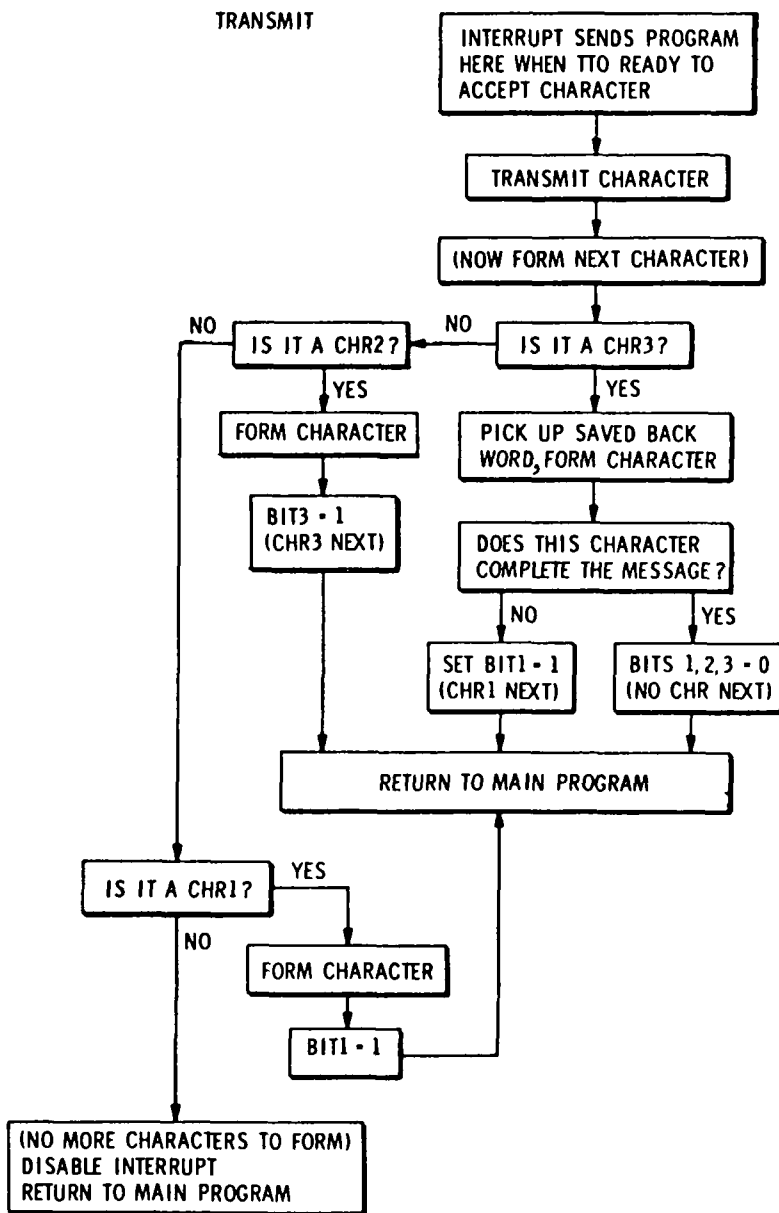 TRANSMIT
INTERRUPT SENDS PROGRAM
HERE WHEN TTO READY TO
ACCEPT CHARACTER
TRANSMIT CHARACTER
(NOW FORM NEXT CHARACTER)
IS IT A CHR3?
NO
IS IT A CHR2?
NO
YES
FORM CHARACTER
BIT3 = 1
(CHR3 NEXT)
YES
PICK UP SAVED BACK
WORD, FORM CHARACTER
DOES THIS CHARACTER
COMPLETE THE MESSAGE?
NO
YES
SET BIT1 = 1
(CHR1 NEXT)
BITS 1,2,3 = 0
(NO CHR NEXT)
RETURN TO MAIN PROGRAM
IS IT A CHR1?
YES
NO
FORM CHARACTER
BIT1 = 1
(NO MORE CHARACTERS TO FORM)
DISABLE INTERRUPT
RETURN TO MAIN PROGRAM